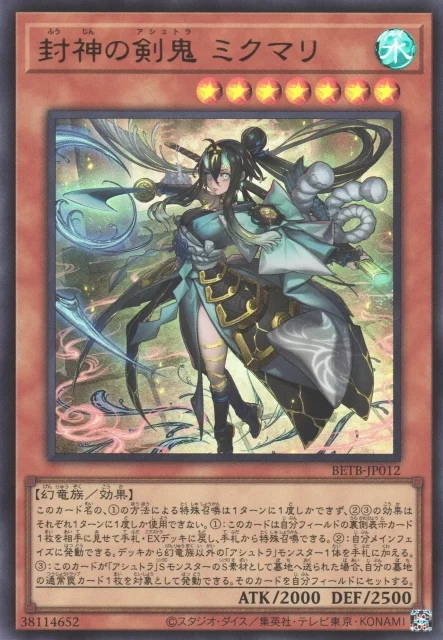 ふう じん アシュトラ
封神の剣鬼 ミクマリ
水
BETB-JP012
【幻竜族／効果】
このカード名の、①の方法による特殊召喚は1ターンに1度しかできず、②③の効果は
それぞれ1ターンに1度しか使用できない。①：このカードは自分フィールドの裏側表示カード
1枚を相手に見せて手札・EXデッキに戻し、手札から特殊召喚できる。②：自分メインフェ
イズに発動できる。デッキから幻竜族以外の「アシュトラ」モンスター1体を手札に加える。
③：このカードが「アシュトラ」SモンスターのS素材として墓地へ送られた場合、自分の墓地
の通常罠カード1枚を対象として発動できる。そのカードを自分フィールドにセットする。
ATK/2000 DEF/2500
38114652
©スタジオ・ダイス／集英社・テレビ東京・KONAMI